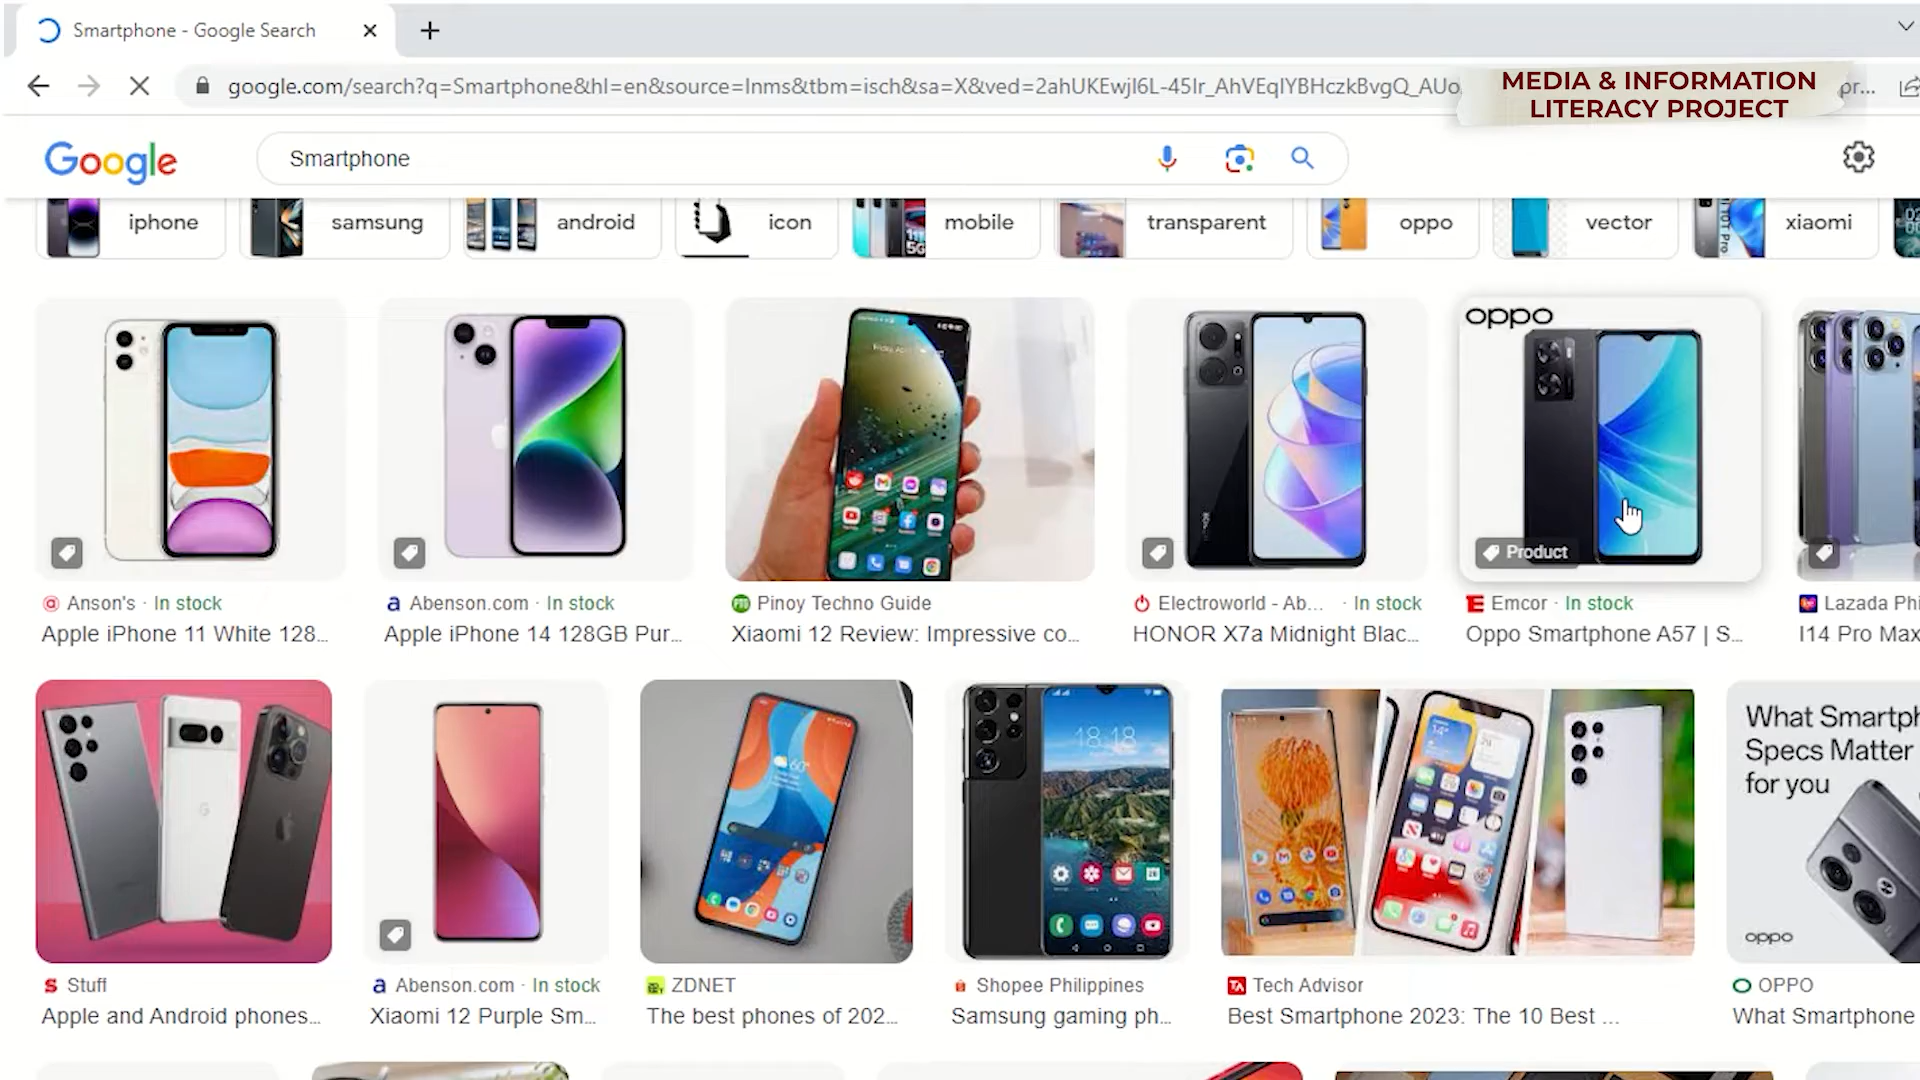 Smartphone - Google Search
google.com/search?q=Smartphone&hl=en&source=lnms&tbm=isch&sa=X&ved=2ahUKEwjl6L-45Ir_AhVEqlYBHczkBvgQ_AUo
pr...
MEDIA & INFORMATION
LITERACY PROJECT
Google
Smartphone
iphone
samsung
android
icon
mobile
transparent
oppo
vector
xiaomi
oppo
Product
Anson's · In stock
Apple iPhone 11 White 128...
Abenson.com · In stock
Apple iPhone 14 128GB Pur...
Pinoy Techno Guide
Xiaomi 12 Review: Impressive co...
Electroworld - Ab... · In stock
HONOR X7a Midnight Blac...
Emcor · In stock
Oppo Smartphone A57 | S...
Lazada Phi
I14 Pro Max
18 18
What Smartph
Specs Matter
for you
oppo
Stuff
Apple and Android phones...
Abenson.com · In stock
Xiaomi 12 Purple Sm...
ZDNET
The best phones of 202...
Shopee Philippines
Samsung gaming ph...
Tech Advisor
Best Smartphone 2023: The 10 Best ...
OPPO
What Smartphone